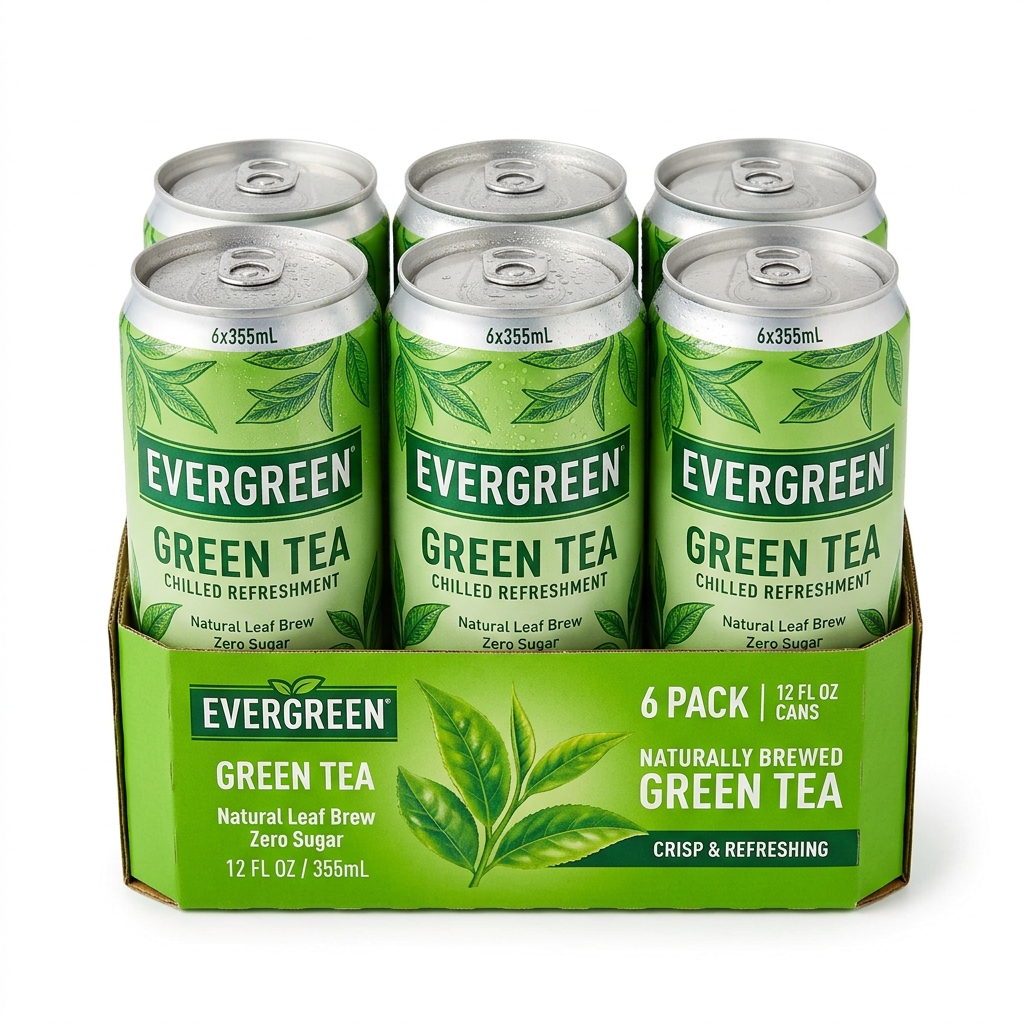 6x355mL
6x355mL
6x355mL
EVERGREEN®
EVERGREEN®
EVERGREEN™
GREEN TEA
CHILLED REFRESHMENT
GREEN TEA
CHILLED REFRESHMENT
GREEN TEA
CHILLED REFRESHMENT
Natural Leaf Brew
Zero Sugar
Natural Leaf Brew
Zero Sugar
Natural Leaf Brew
Zero Sugar
EVERGREEN®
GREEN TEA
Natural Leaf Brew
Zero Sugar
12 FL OZ / 355mL
6 PACK | 12 FL OZ
CANS
NATURALLY BREWED
GREEN TEA
CRISP & REFRESHING